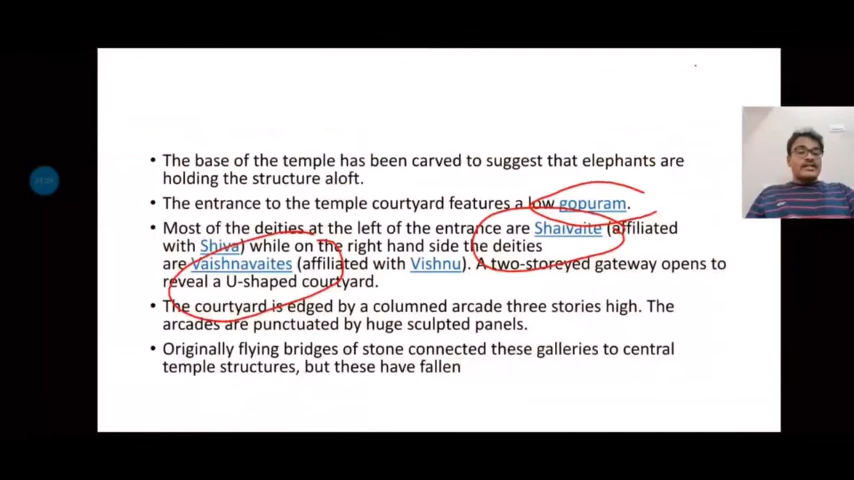 • The base of the temple has been carved to suggest that elephants are
holding the structure aloft.
• The entrance to the temple courtyard features a low gopuram.
• Most of the deities at the left of the entrance are Shaivaite (affiliated
with Shiva) while on the right hand side the deities
are Vaishnavaites (affiliated with Vishnu). A two-storeyed gateway opens to
reveal a U-shaped courtyard.
• The courtyard is edged by a columned arcade three stories high. The
arcades are punctuated by huge sculpted panels.
• Originally flying bridges of stone connected these galleries to central
temple structures, but these have fallen